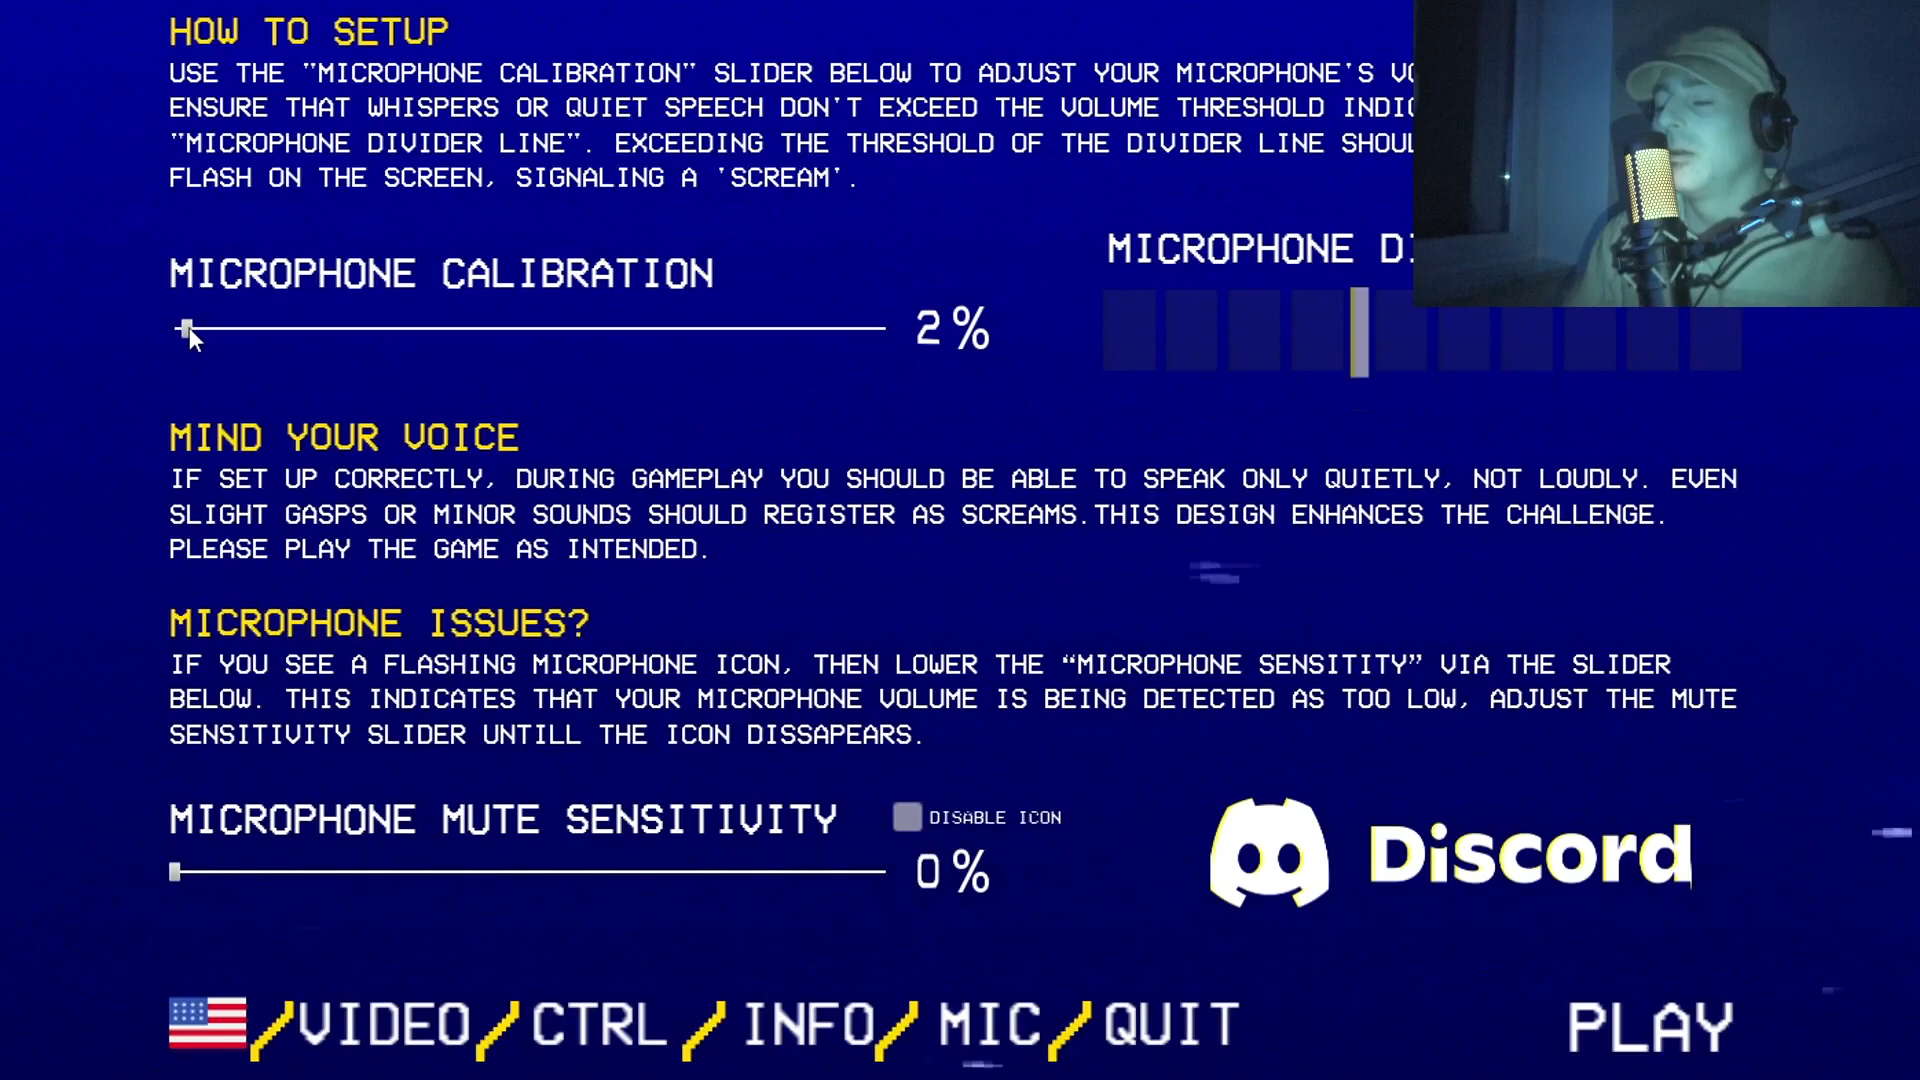 HOW TO SETUP
USE THE "MICROPHONE CALIBRATION" SLIDER BELOW TO ADJUST YOUR MICROPHONE'S
ENSURE THAT WHISPERS OR QUIET SPEECH DON'T EXCEED THE VOLUME THRESHOLD
"MICROPHONE DIVIDER LINE". EXCEEDING THE THRESHOLD OF THE DIVIDER LINE
FLASH ON THE SCREEN, SIGNALING A 'SCREAM'.
MICROPHONE CALIBRATION
2%
MICROPHONE
MIND YOUR VOICE
IF SET UP CORRECTLY, DURING GAMEPLAY YOU SHOULD BE ABLE TO SPEAK ONLY QUIETLY, NOT LOUDLY. EVEN
SLIGHT GASPS OR MINOR SOUNDS SHOULD REGISTER AS SCREAMS.THIS DESIGN ENHANCES THE CHALLENGE.
PLEASE PLAY THE GAME AS INTENDED.
MICROPHONE ISSUES?
IF YOU SEE A FLASHING MICROPHONE ICON, THEN LOWER THE “MICROPHONE SENSITITY” VIA THE SLIDER
BELOW. THIS INDICATES THAT YOUR MICROPHONE VOLUME IS BEING DETECTED AS TOO LOW, ADJUST THE MUTE
SENSITIVITY SLIDER UNTILL THE ICON DISSAPEARS.
MICROPHONE MUTE SENSITIVITY
DISABLE ICON
0%
Discord
/VIDEO/CTRL/INFO/MIC/QUIT
PLAY